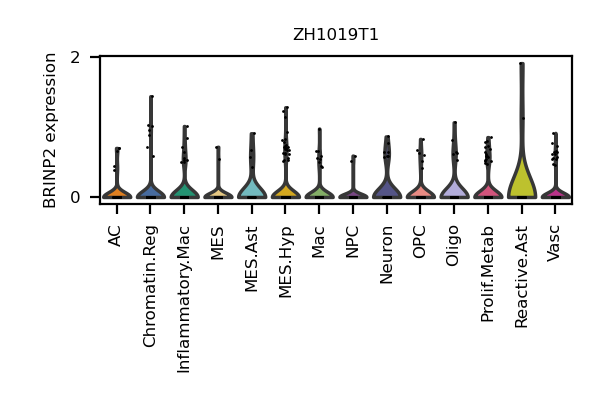 ZH1019T1
BRINP2 expression
2
0
AC
Chromatin.Reg
Inflammatory.Mac
MES
MES.Ast
MES.Hyp
Mac
NPC
Neuron
OPC
Oligo
Prolif.Metab
Reactive.Ast
Vasc